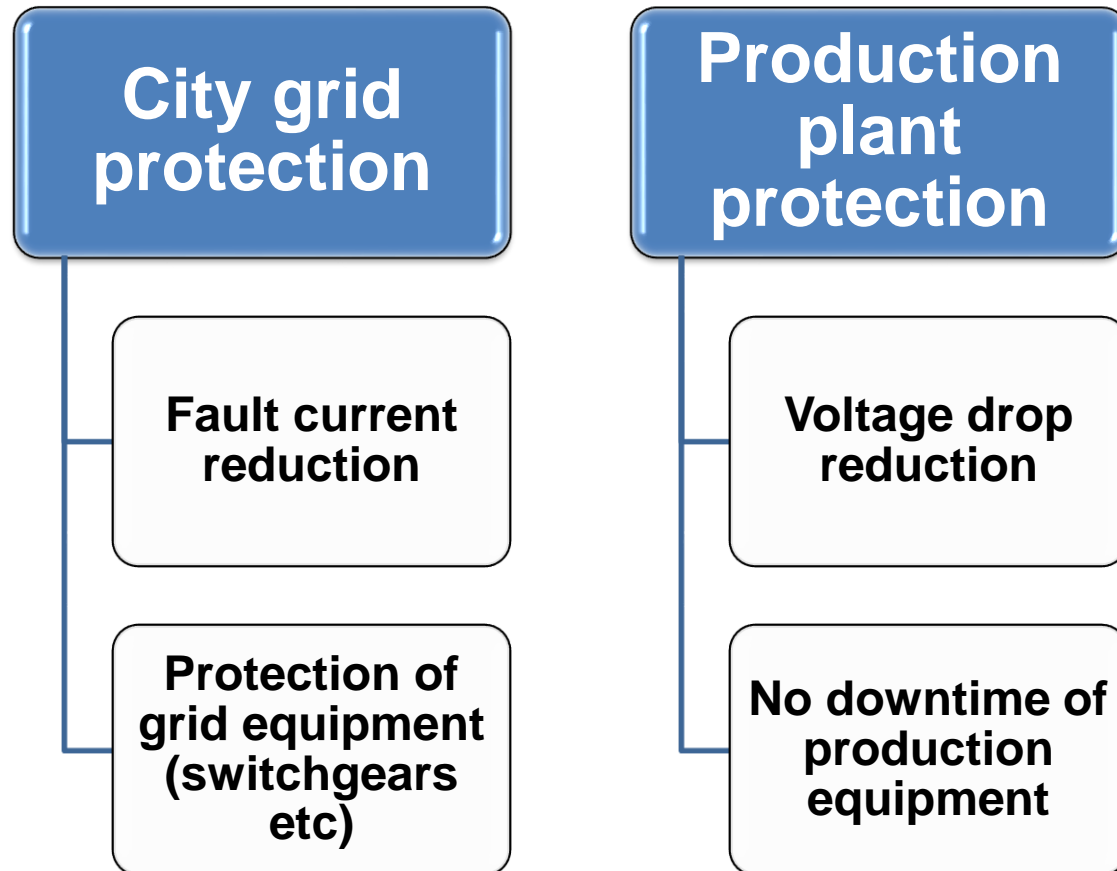 City grid
protection
Fault current
reduction
Protection of
grid equipment
(switchgears
etc)
Production
plant
protection
Voltage drop
reduction
No downtime of
production
equipment